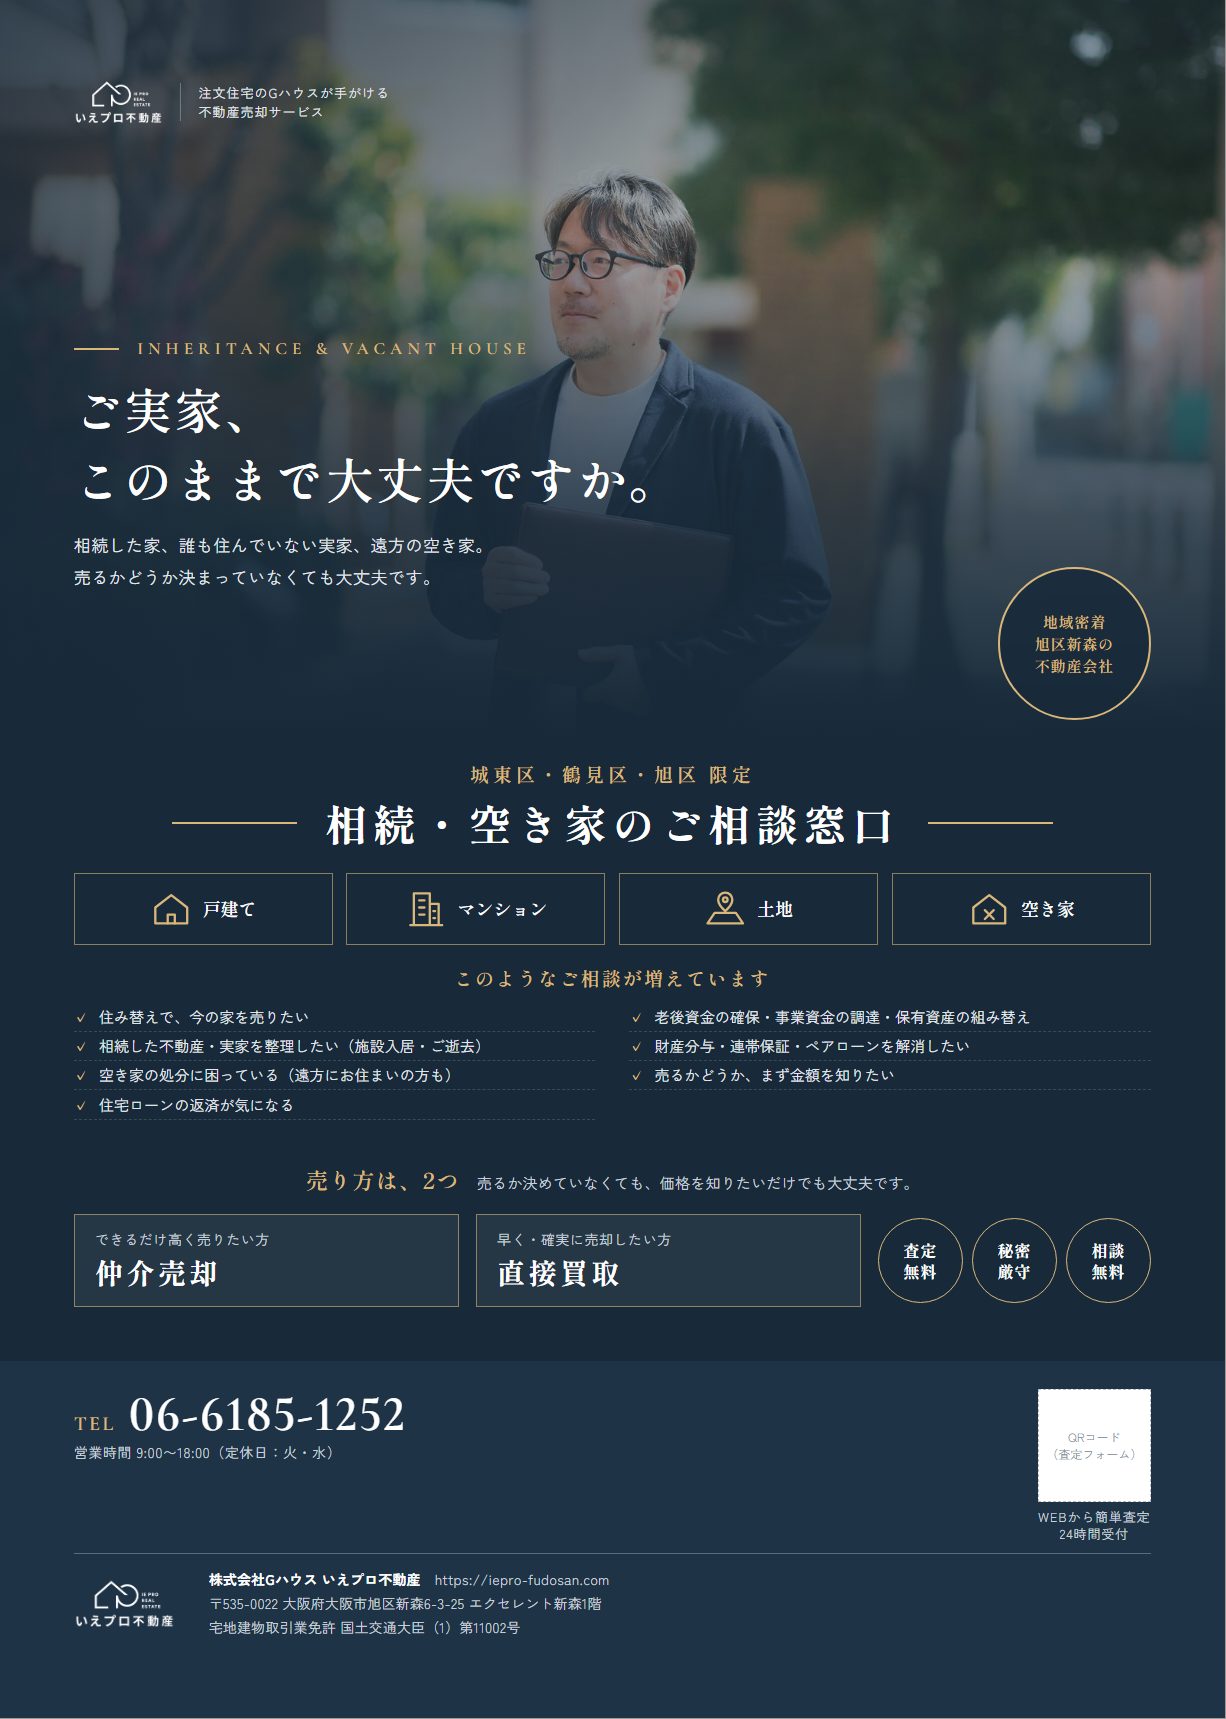 IE PRO
REAL
ESTATE
いえプロ不動産
注文住宅のGハウスが手がける
不動産売却サービス
INHERITANCE & VACANT HOUSE
ご実家、
このままで大丈夫ですか。
相続した家、誰も住んでいない実家、遠方の空き家。
売るかどうか決まっていなくても大丈夫です。
地域密着
旭区新森の
不動産会社
城東区・鶴見区・旭区 限定
相続・空き家のご相談窓口
戸建て
マンション
土地
空き家
このようなご相談が増えています
✓ 住み替えで、今の家を売りたい
✓ 相続した不動産・実家を整理したい（施設入居・ご逝去）
✓ 空き家の処分に困っている（遠方にお住まいの方も）
✓ 住宅ローンの返済が気になる
✓ 老後資金の確保・事業資金の調達・保有資産の組み替え
✓ 財産分与・連帯保証・ペアローンを解消したい
✓ 売るかどうか、まず金額を知りたい
売り方は、2つ 売るか決めていなくても、価格を知りたいだけでも大丈夫です。
できるだけ高く売りたい方
仲介売却
早く・確実に売却したい方
直接買取
査定
無料
秘密
厳守
相談
無料
TEL 06-6185-1252
営業時間 9:00〜18:00（定休日：火・水）
QRコード
（査定フォーム）
WEBから簡単査定
24時間受付
IE PRO
REAL
ESTATE
いえプロ不動産
株式会社Gハウス いえプロ不動産 https://iepro-fudosan.com
〒535-0022 大阪府大阪市旭区新森6-3-25 エクセレント新森1階
宅地建物取引業免許 国土交通大臣（1）第11002号